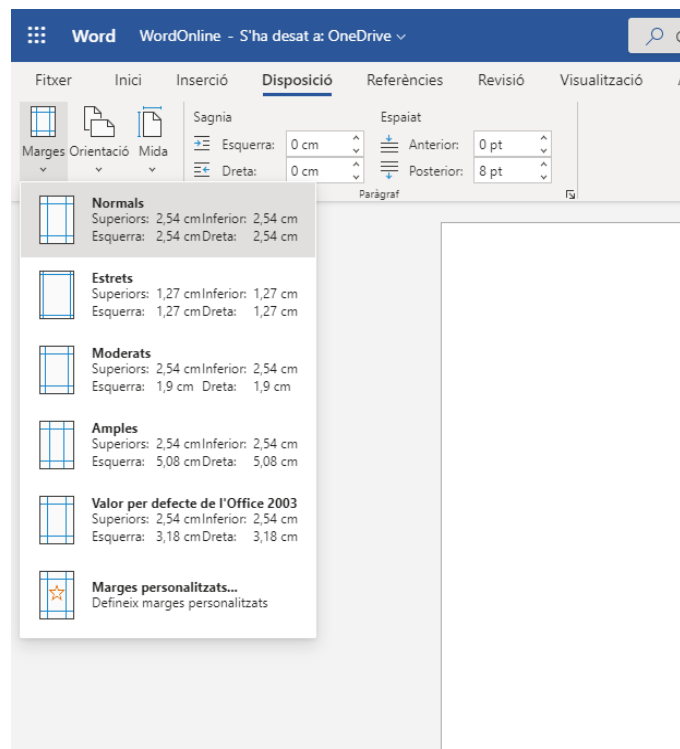 Word WordOnline - S'ha desat a: OneDrive
Fitxer Inici Inserció Disposició Referències Revisió Visualització
Marges Orientació Mida
Sagnia Espaiat
Esquerra: 0 cm Anterior: 0 pt
Dreta: 0 cm Posterior: 8 pt
Paràgraf
Normals
Superiors: 2,54 cm Inferior: 2,54 cm
Esquerra: 2,54 cm Dreta: 2,54 cm
Estrets
Superiors: 1,27 cm Inferior: 1,27 cm
Esquerra: 1,27 cm Dreta: 1,27 cm
Moderats
Superiors: 2,54 cm Inferior: 2,54 cm
Esquerra: 1,9 cm Dreta: 1,9 cm
Amples
Superiors: 2,54 cm Inferior: 2,54 cm
Esquerra: 5,08 cm Dreta: 5,08 cm
Valor per defecte de l'Office 2003
Superiors: 2,54 cm Inferior: 2,54 cm
Esquerra: 3,18 cm Dreta: 3,18 cm
Marges personalitzats...
Defineix marges personalitzats